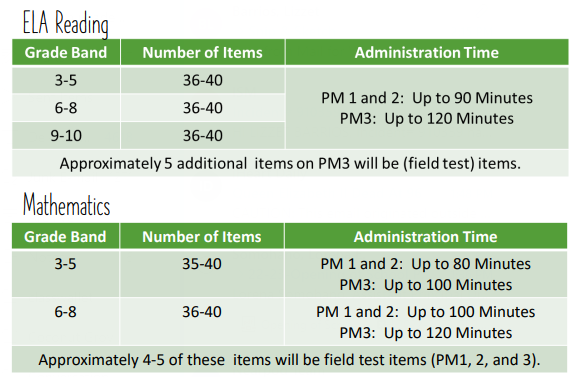 ELA Reading
Grade Band Number of Items Administration Time
3-5 36-40
6-8 36-40
9-10 36-40
PM 1 and 2: Up to 90 Minutes
PM3: Up to 120 Minutes
Approximately 5 additional items on PM3 will be (field test) items.
Mathematics
Grade Band Number of Items Administration Time
3-5 35-40 PM 1 and 2: Up to 80 Minutes
PM3: Up to 100 Minutes
6-8 36-40 PM 1 and 2: Up to 100 Minutes
PM3: Up to 120 Minutes
Approximately 4-5 of these items will be field test items (PM1, 2, and 3).